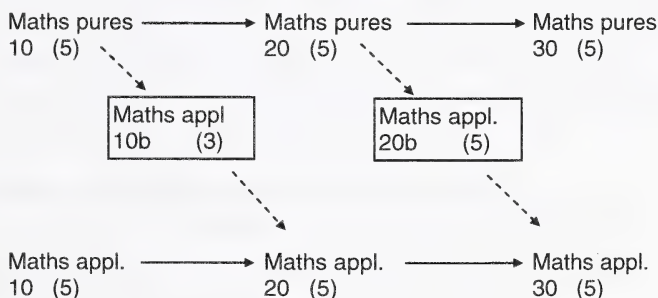 Maths pures Maths pures Maths pures
10 (5) 20 (5) 30 (5)
Maths appl Maths appl.
10b (3) 20b (5)
Maths appl. Maths appl. Maths appl.
10 (5) 20 (5) 30 (5)